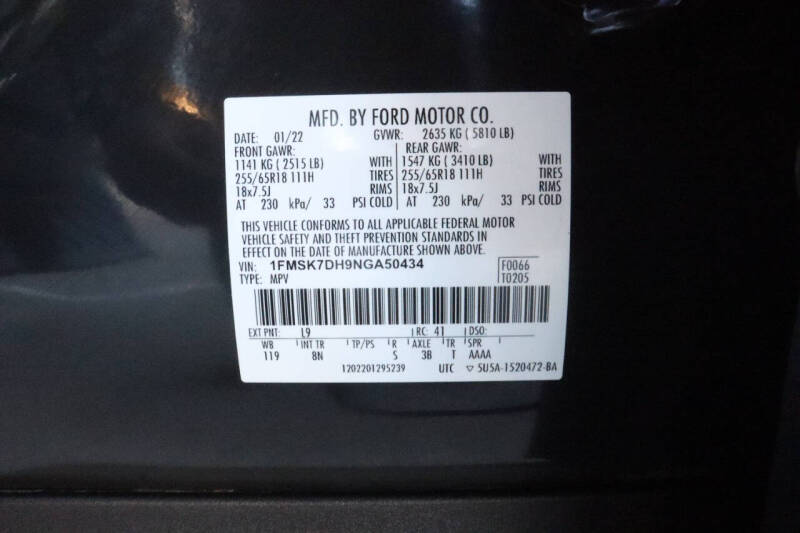 MFD. BY FORD MOTOR CO.
DATE: 01/22 GVWR: 2635 KG ( 5810 LB)
FRONT GAWR: REAR GAWR:
1141 KG ( 2515 LB) WITH 1547 KG ( 3410 LB) WITH
255/65R18 111H TIRES 255/65R18 111H TIRES
18x7.5J RIMS 18x7.5J RIMS
AT 230 kPa/ 33 PSI COLD AT 230 kPa/ 33 PSI COLD
THIS VEHICLE CONFORMS TO ALL APPLICABLE FEDERAL MOTOR
VEHICLE SAFETY AND THEFT PREVENTION STANDARDS IN
EFFECT ON THE DATE OF MANUFACTURE SHOWN ABOVE.
VIN: 1FMSK7DH9NGA50434 F0066
TYPE: MPV T0205
EXT PNT: L9 RC: 41 DSO:
WB INT TR TP/PS R AXLE TR SPR
119 8N S 3B T AAAA
1202201295239 UTC ▽ 5U5A-1520472-BA